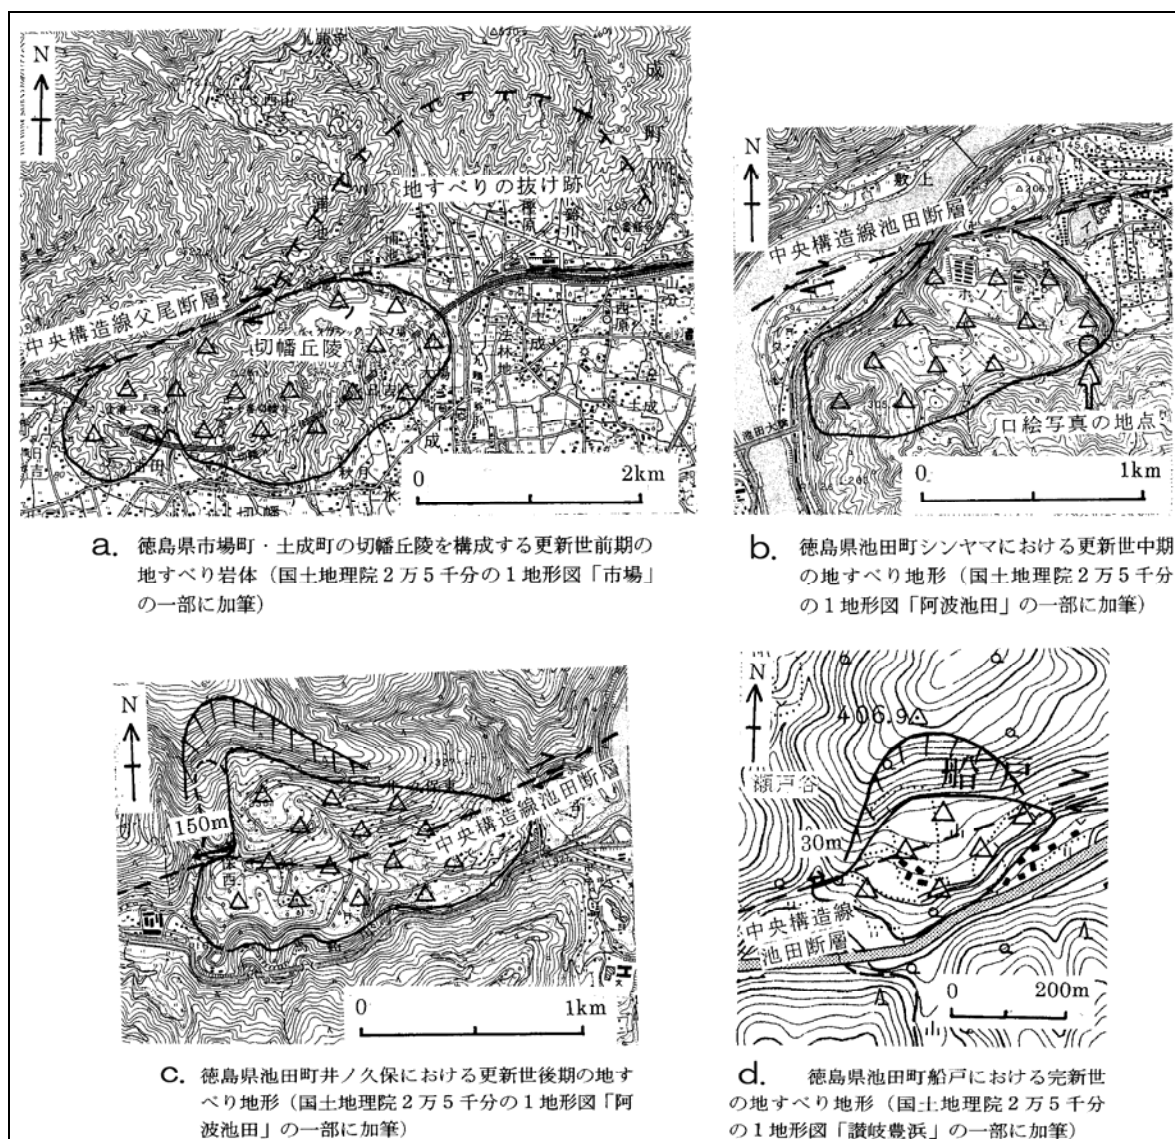 N
成
町
地すべりの抜け跡
中央構造線父尾断層
切幡丘陵
秋月
切幡
0 2km
a. 徳島県市場町・土成町の切幡丘陵を構成する更新世前期の
地すべり岩体（国土地理院２万５千分の１地形図「市場」
の一部に加筆）
N
敷上
中央構造線池田断層
口絵写真の地点
0 1km
b. 徳島県池田町シンヤマにおける更新世中期
の地すべり地形（国土地理院２万５千分
の１地形図「阿波池田」の一部に加筆）
N
150m
中央構造線池田断層
0 1km
c. 徳島県池田町井ノ久保における更新世後期の地す
べり地形（国土地理院２万５千分の１地形図「阿
波池田」の一部に加筆）
N
406.9
瀬戸谷
船戸
30m
中央構造線
池田断層
0 200m
d. 徳島県池田町船戸における完新世
の地すべり地形（国土地理院２万５千分
の１地形図「讃岐豊浜」の一部に加筆）